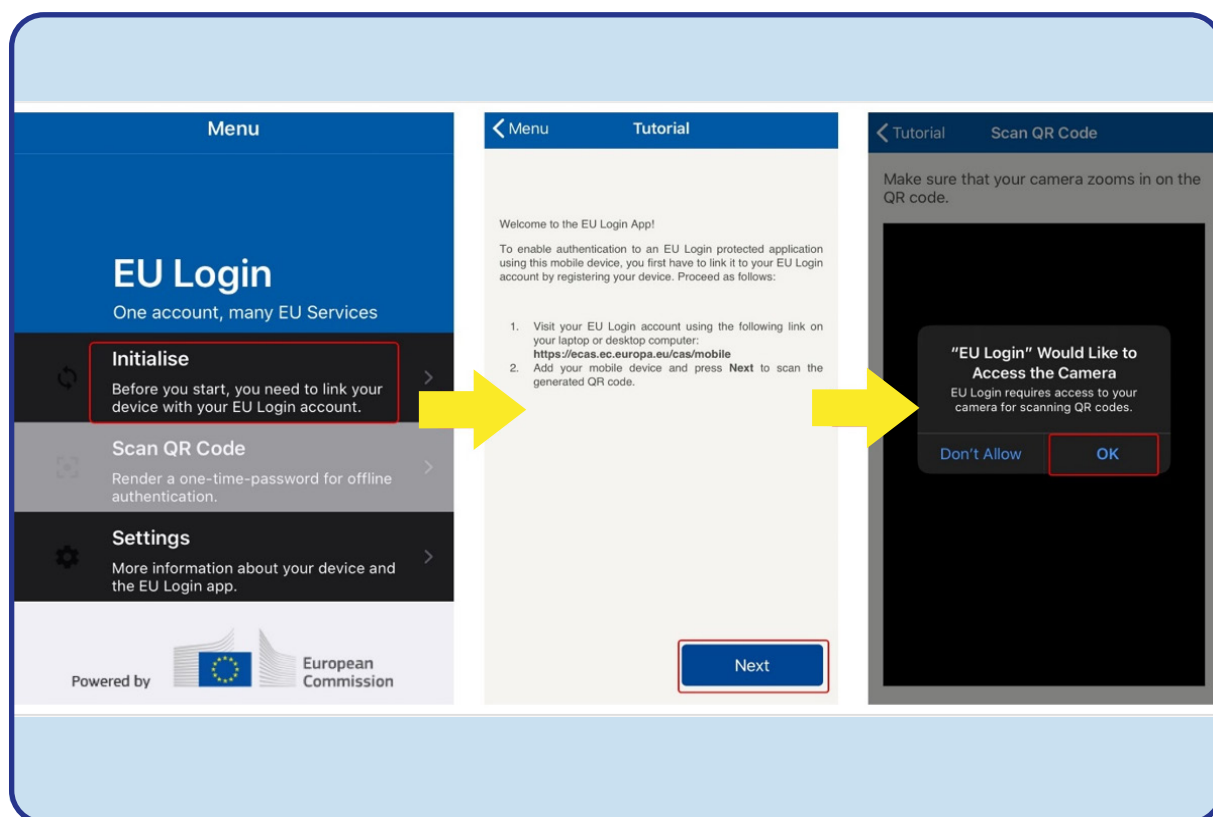 Menu
EU Login
One account, many EU Services
Initialise
Before you start, you need to link your
device with your EU Login account.
Scan QR Code
Render a one-time-password for offline
authentication.
Settings
More information about your device and
the EU Login app.
Powered by
European
Commission
Menu
Tutorial
Welcome to the EU Login App!
To enable authentication to an EU Login protected application
using this mobile device, you first have to link it to your EU Login
account by registering your device. Proceed as follows:
1. Visit your EU Login account using the following link on
your laptop or desktop computer:
https://ecas.ec.europa.eu/cas/mobile
2. Add your mobile device and press Next to scan the
generated QR code.
Next
Tutorial
Scan QR Code
Make sure that your camera zooms in on the
QR code.
"EU Login" Would Like to
Access the Camera
EU Login requires access to your
camera for scanning QR codes.
Don't Allow
OK